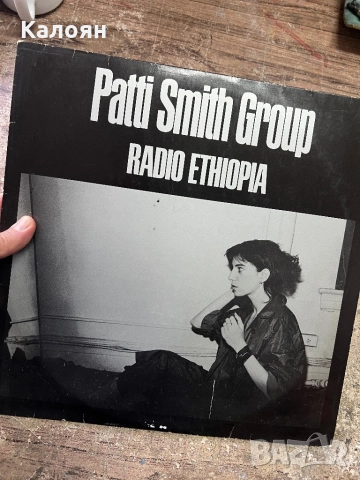 Калоян
Patti Smith Group
RADIO ETHIOPIA
BAZAR